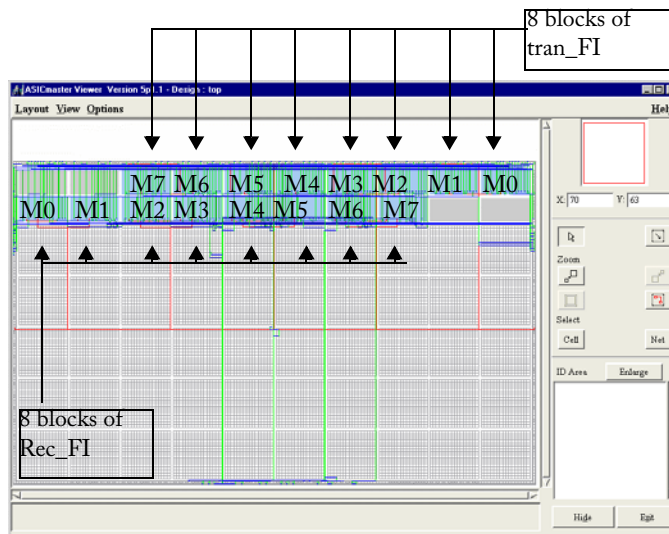 8 blocks of
tran_FI
ASICmaster Viewer Version 5p1.1 - Design : top
Layout View Options Help
M7 M6 M5 M4 M3 M2 M1 M0
M0 M1 M2 M3 M4 M5 M6 M7
X: 70 Y: 63
Zoom
Select
Cell Net
ID Area Enlarge
8 blocks of
Rec_FI
Hide Exit